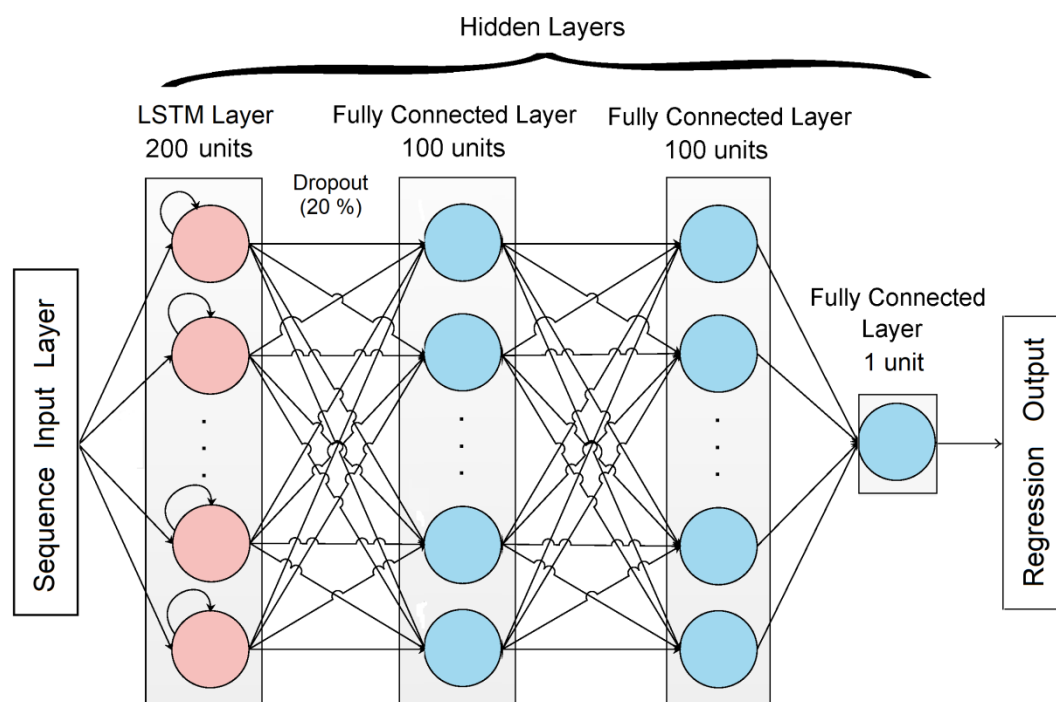 Hidden Layers
LSTM Layer
200 units
Fully Connected Layer
100 units
Fully Connected Layer
100 units
Dropout
(20 %)
Sequence Input Layer
Fully Connected
Layer
1 unit
Regression Output